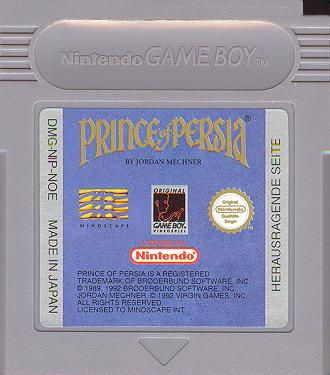 Nintendo GAME BOY TM
PRINCE of PERSIA®
BY JORDAN MECHNER
DMG-NIP-NOE MADE IN JAPAN
MINDSCAPE
ORIGINAL
Nintendo
GAME BOY
VIDEOSPIEL
Original
Nintendo
Qualitäts
Siegel
HERAUSRAGENDE SEITE
LICENSED BY
Nintendo
PRINCE OF PERSIA IS A REGISTERED
TRADEMARK OF BRØDERBUND SOFTWARE, INC
© 1989, 1992 BRØDERBUND SOFTWARE, INC
JORDAN MECHNER. © 1992 VIRGIN GAMES, INC
ALL RIGHTS RESERVED.
LICENSED TO MINDSCAPE INT.